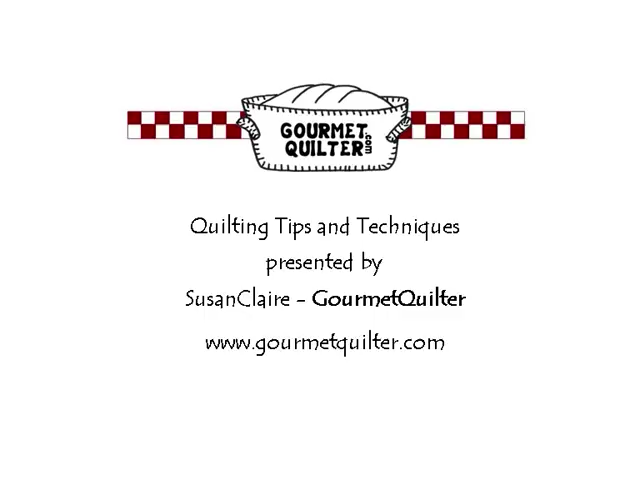 GOURMET
QUILTER.com
Quilting Tips and Techniques
presented by
SusanClaire - GourmetQuilter
www.gourmetquilter.com